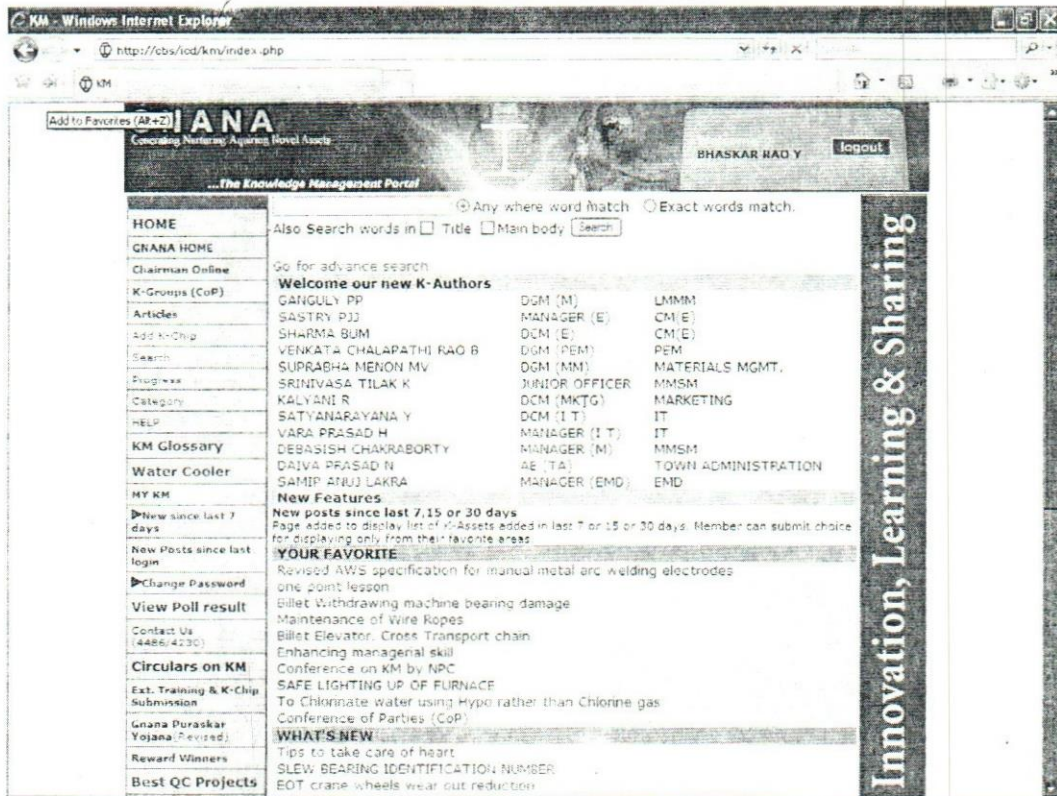 KM - Windows Internet Explorer
http://cbs/icd/km/index.php
KM
Add to Favorites (Alt+Z)
Generating Nurturing Aquiring Novel Assets
...The Knowledge Management Portal
BHASKAR RAO Y
logout
HOME
GNANA HOME
Chairman Online
K-Groups (CoP)
Articles
Add K-Chip
Search
Progress
Category
HELP
KM Glossary
Water Cooler
MY KM
New since last 7
days
New Posts since last
login
Change Password
View Poll result
Contact Us
(4486/4230)
Circulars on KM
Ext. Training & K-Chip
Submission
Gnana Puraskar
Yojana(Revised)
Reward Winners
Best QC Projects
Any where word match Exact words match.
Also Search words in Title Main body Search
Go for advance search
Welcome our new K-Authors
GANGULY PP DGM (M) LMMM
SASTRY PJJ MANAGER (E) CM(E)
SHARMA BUM DCM (E) CM(E)
VENKATA CHALAPATHI RAO B DGM (PEM) PEM
SUPRABHA MENON MV DGM (MM) MATERIALS MGMT.
SRINIVASA TILAK K JUNIOR OFFICER MMSM
KALYANI R DCM (MKTG) MARKETING
SATYANARAYANA Y DCM (I T) IT
VARA PRASAD H MANAGER (I T) IT
DEBASISH CHAKRABORTY MANAGER (M) MMSM
DAIVA PRASAD N AE (TA) TOWN ADMINISTRATION
SAMIP ANUJ LAKRA MANAGER (EMD) EMD
New Features
New posts since last 7,15 or 30 days
Page added to display list of K-Assets added in last 7 or 15 or 30 days. Member can submit choice
for displaying only from their favorite areas
YOUR FAVORITE
Revised AWS specification for manual metal arc welding electrodes
one point lesson
Billet Withdrawing machine bearing damage
Maintenance of Wire Ropes
Billet Elevator. Cross Transport chain
Enhancing managerial skill
Conference on KM by NPC
SAFE LIGHTING UP OF FURNACE
To Chlorinate water using Hypo rather than Chlorine gas
Conference of Parties (CoP)
WHAT'S NEW
Tips to take care of heart
SLEW BEARING IDENTIFICATION NUMBER
EOT crane wheels wear out reduction
Innovation, Learning & Sharing